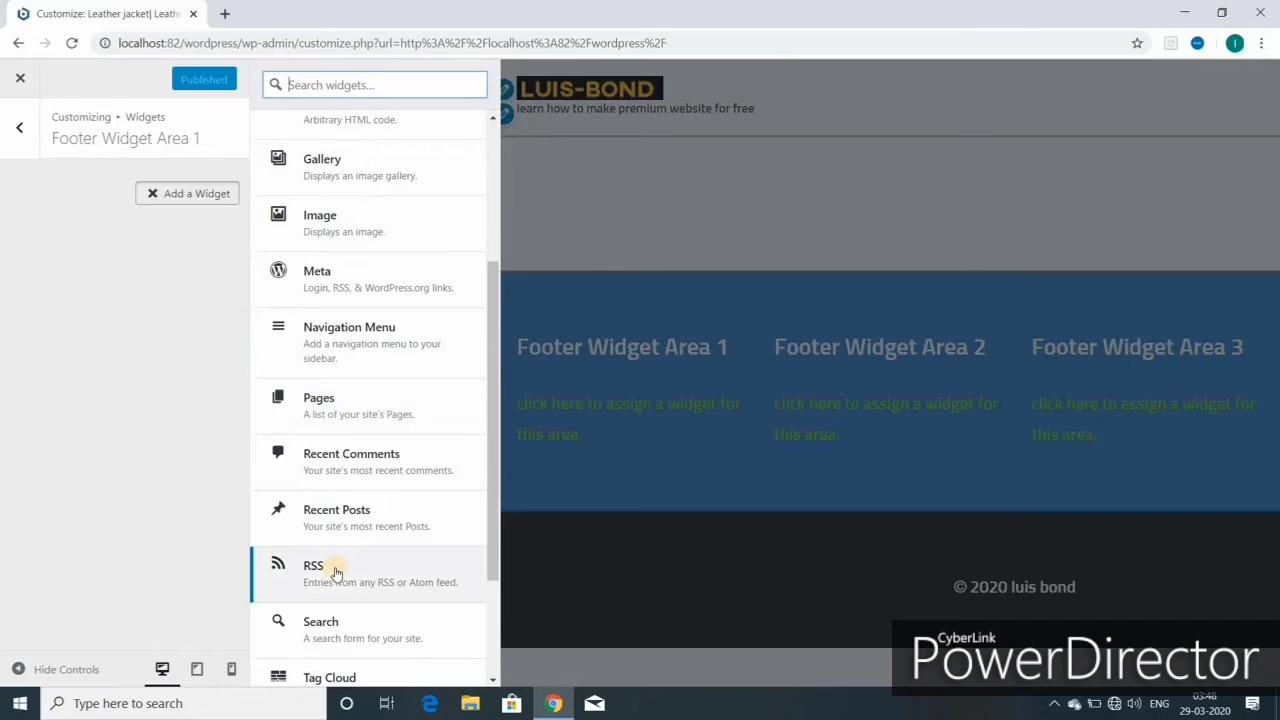 Customize: Leather jacket| Leath
localhost:82/wordpress/wp-admin/customize.php?url=http%3A%2F%2Flocalhost%3A82%2Fwordpress%2F
Published
Search widgets...
Customizing ▸ Widgets
Footer Widget Area 1
Add a Widget
Arbitrary HTML code.
Gallery
Displays an image gallery.
Image
Displays an image.
Meta
Login, RSS, & WordPress.org links.
Navigation Menu
Add a navigation menu to your
sidebar.
Pages
A list of your site's Pages.
Recent Comments
Your site's most recent comments.
Recent Posts
Your site's most recent Posts.
RSS
Entries from any RSS or Atom feed.
Search
A search form for your site.
Tag Cloud
Hide Controls
LUIS-BOND
learn how to make premium website for free
Footer Widget Area 1
click here to assign a widget for
this area.
Footer Widget Area 2
click here to assign a widget for
this area.
Footer Widget Area 3
click here to assign a widget for
this area.
© 2020 luis bond
CyberLink
PowerDirector
Type here to search
ENG
03:48
29-03-2020